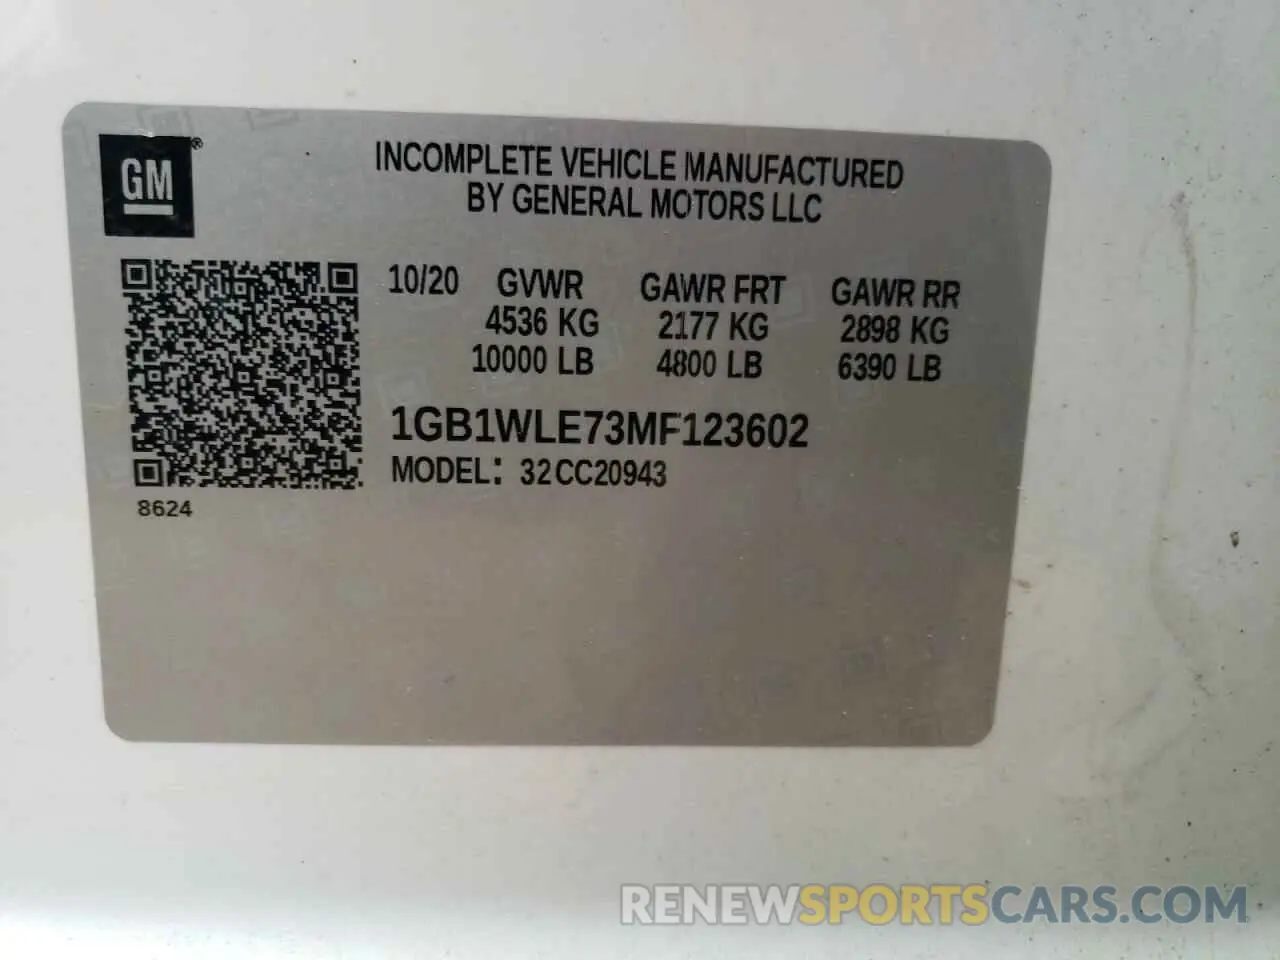 GM®
INCOMPLETE VEHICLE MANUFACTURED
BY GENERAL MOTORS LLC
10/20 GVWR GAWR FRT GAWR RR
4536 KG 2177 KG 2898 KG
10000 LB 4800 LB 6390 LB
1GB1WLE73MF123602
MODEL: 32CC20943
8624
RENEWSPORTSCARS.COM